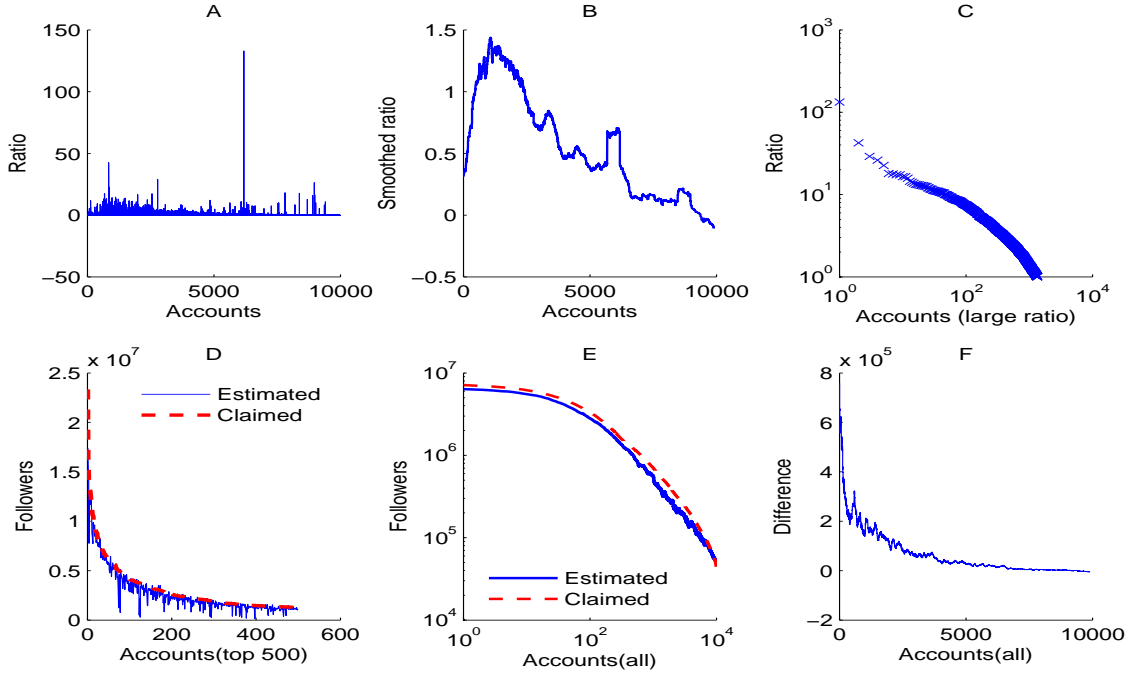 A
150
100
50
0
−50
Ratio
0 5000 10000
Accounts
B
1.5
1
0.5
0
−0.5
Smoothed ratio
0 5000 10000
Accounts
C
10^3
10^2
10^1
10^0
Ratio
10^0 10^2 10^4
Accounts (large ratio)
D
x 10^7
2.5
2
1.5
1
0.5
0
Followers
Estimated
Claimed
0 200 400 600
Accounts(top 500)
E
10^7
10^6
10^5
10^4
Followers
Estimated
Claimed
10^0 10^2 10^4
Accounts(all)
F
x 10^5
8
6
4
2
0
−2
Difference
0 5000 10000
Accounts(all)